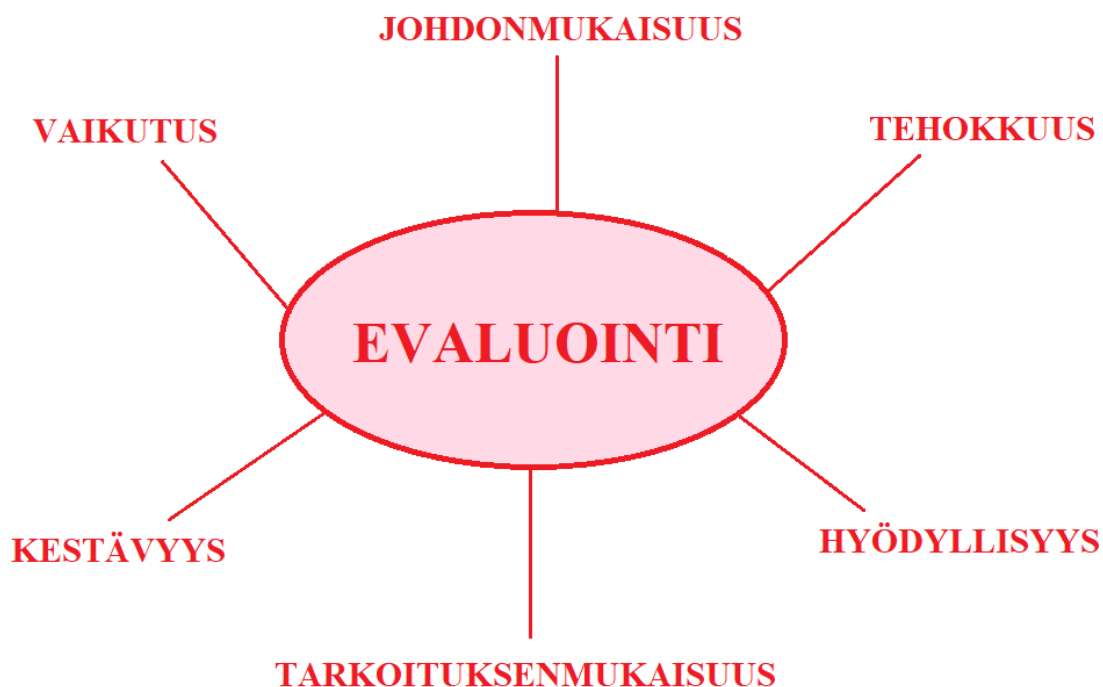 JOHDONMUKAISUUS
VAIKUTUS
TEHOKKUUS
EVALUOINTI
KESTÄVYYS
HYÖDYLLISYYS
TARKOITUKSENMUKAISUUS